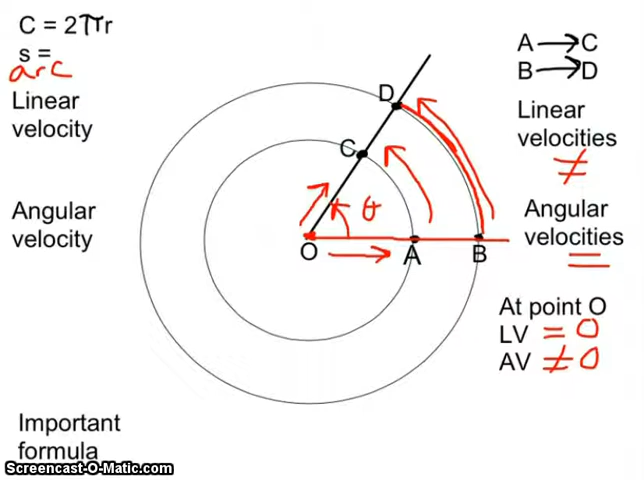 C = 2πr
s =
arc
Linear
velocity
Angular
velocity
Important
formula
D
C
θ
O
A
B
A → C
B → D
Linear
velocities
≠
Angular
velocities
=
At point O
LV = 0
AV ≠ 0
Screencast-O-Matic.com